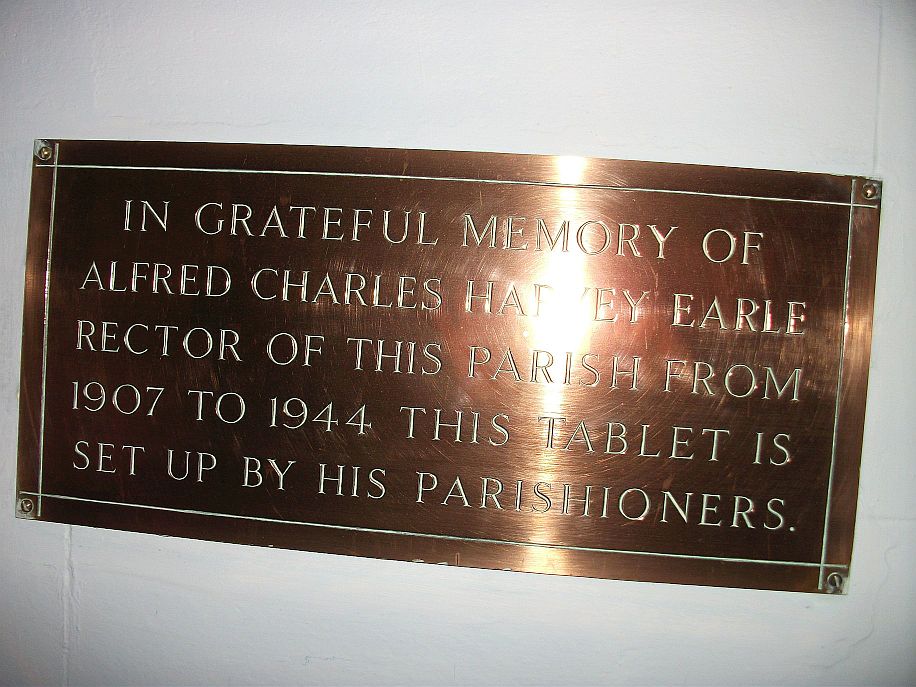 IN GRATEFUL MEMORY OF
ALFRED CHARLES HARVEY EARLE
RECTOR OF THIS PARISH FROM
1907 TO 1944 THIS TABLET IS
SET UP BY HIS PARISHIONERS.